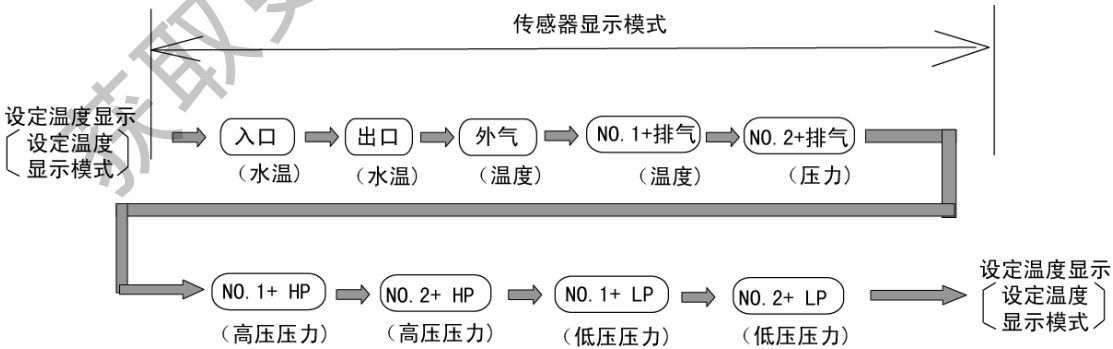 传感器显示模式
设定温度显示
设定温度
显示模式
入口
出口
外气
NO.1+排气
NO.2+排气
(水温)
(水温)
(温度)
(温度)
(压力)
NO.1+ HP
NO.2+ HP
NO.1+ LP
NO.2+ LP
(高压压力)
(高压压力)
(低压压力)
(低压压力)
设定温度显示
设定温度
显示模式
获取